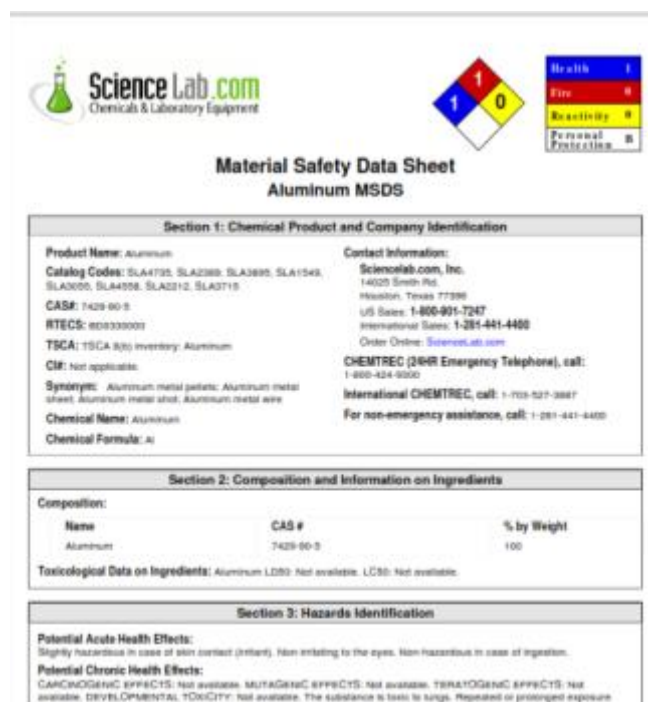 Science Lab.com
Chemicals & Laboratory Equipment
1
1
0
Health 1
Fire 0
Reactivity 0
Personal Protection
Material Safety Data Sheet
Aluminum MSDS
Section 1: Chemical Product and Company Identification
Product Name: Aluminum
Catalog Codes: SLA4735, SLA2389, SLA3895, SLA1549,
SLA3055, SLA4558, SLA2212, SLA3715
CAS#: 7429-90-5
RTECS: BD0330000
TSCA: TSCA 8(b) inventory: Aluminum
CI#: Not applicable.
Synonym: Aluminum metal pellets; Aluminum metal
sheet; Aluminum metal shot; Aluminum metal wire
Chemical Name: Aluminum
Chemical Formula: Al
Contact Information:
Sciencelab.com, Inc.
14025 Smith Rd.
Houston, Texas 77396
US Sales: 1-800-901-7247
International Sales: 1-281-441-4400
Order Online: ScienceLab.com
CHEMTREC (24HR Emergency Telephone), call:
1-800-424-9300
International CHEMTREC, call: 1-703-527-3887
For non-emergency assistance, call: 1-281-441-4400
Section 2: Composition and Information on Ingredients
Composition:
Name CAS # % by Weight
Aluminum 7429-90-5 100
Toxicological Data on Ingredients: Aluminum LD50: Not available. LC50: Not available.
Section 3: Hazards Identification
Potential Acute Health Effects:
Slightly hazardous in case of skin contact (irritant). Non-irritating to the eyes. Non-hazardous in case of ingestion.
Potential Chronic Health Effects:
CARCINOGENIC EFFECTS: Not available. MUTAGENIC EFFECTS: Not available. TERATOGENIC EFFECTS: Not
available. DEVELOPMENTAL TOXICITY: Not available. The substance is toxic to lungs. Repeated or prolonged exposure